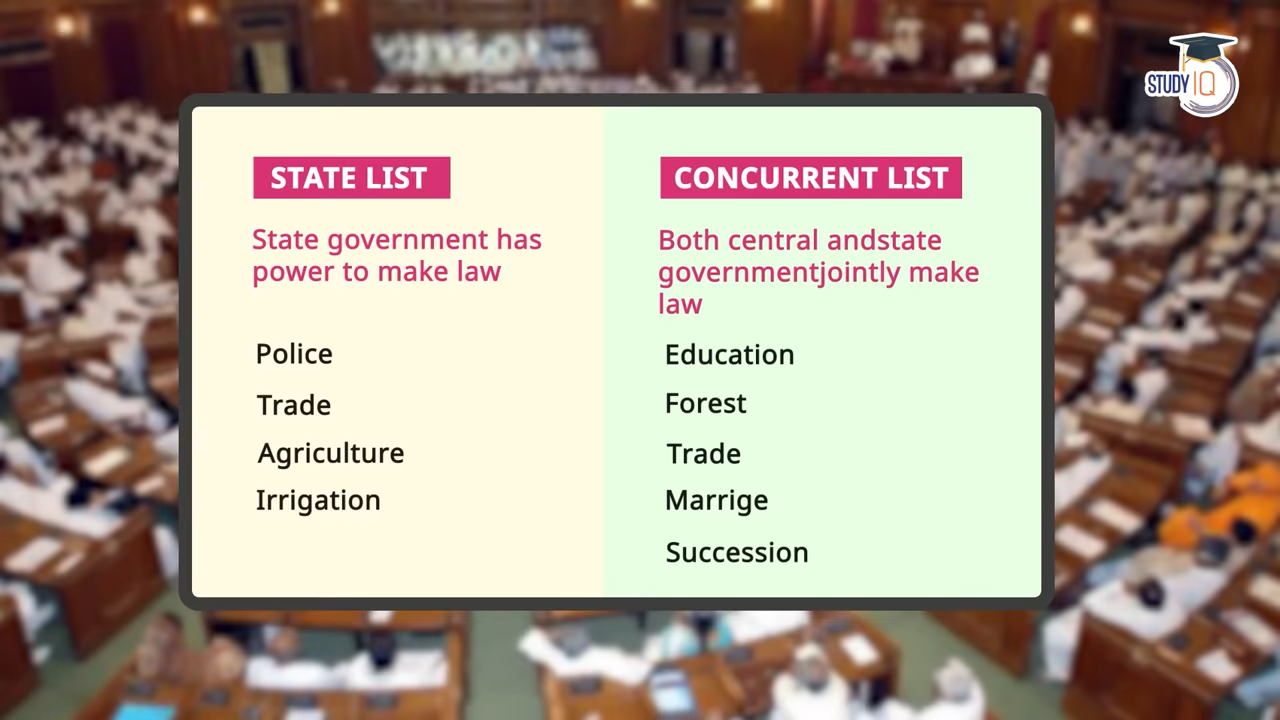 STUDY IQ
STATE LIST
State government has
power to make law
Police
Trade
Agriculture
Irrigation
CONCURRENT LIST
Both central andstate
governmentjointly make
law
Education
Forest
Trade
Marrige
Succession